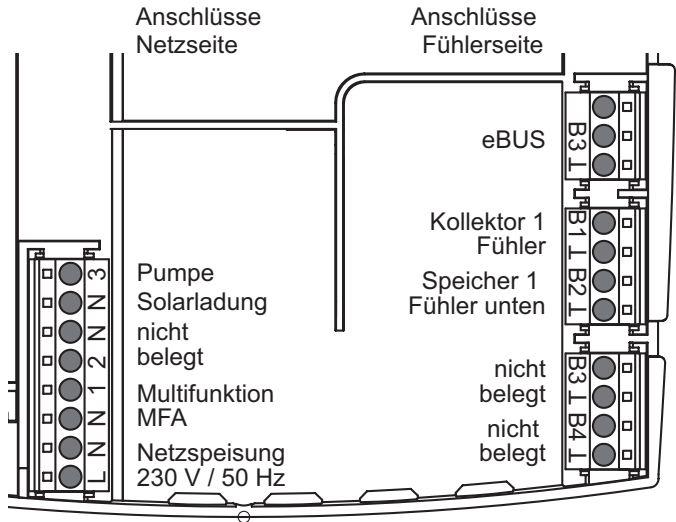 Anschlüsse
Netzseite
Anschlüsse
Fühlerseite
3
N
N
2
1
N
N
L
Pumpe
Solarladung
nicht
belegt
Multifunktion
MFA
Netzspeisung
230 V / 50 Hz
eBUS
Kollektor 1
Fühler
Speicher 1
Fühler unten
nicht
belegt
nicht
belegt
B3 ⊥
B1 ⊥ B2 ⊥
B3 ⊥ B4 ⊥